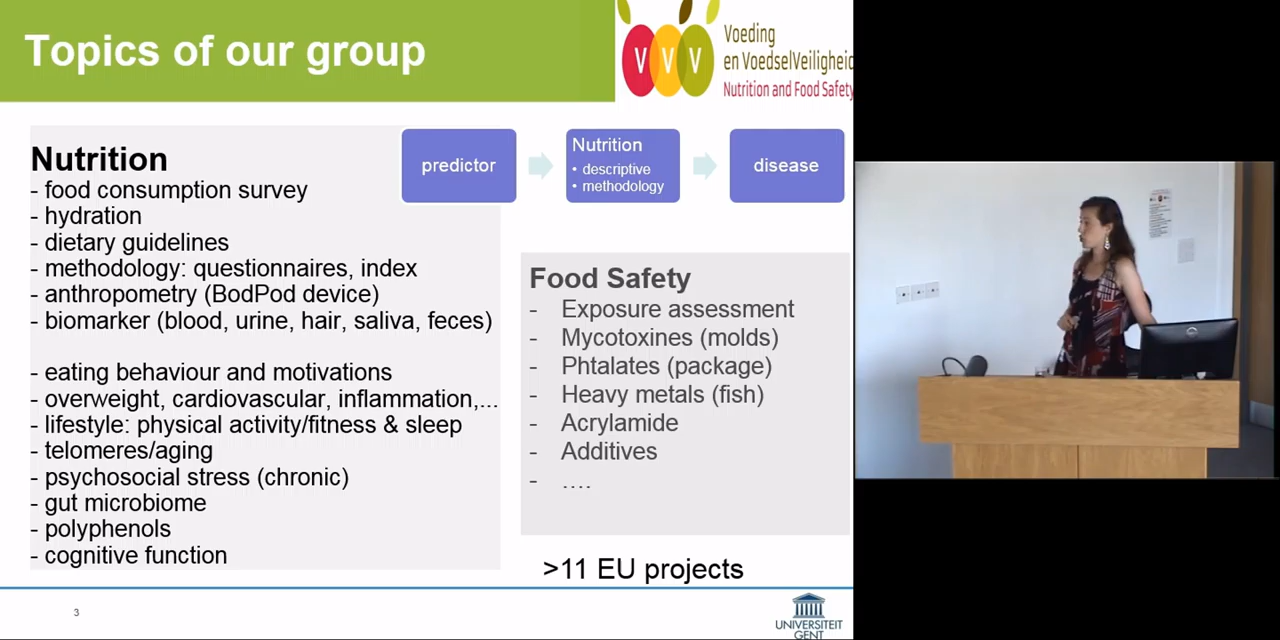 Topics of our group
V V V
Voeding
en VoedselVeiligheid
Nutrition and Food Safety
predictor
Nutrition
• descriptive
• methodology
disease
Nutrition
- food consumption survey
- hydration
- dietary guidelines
- methodology: questionnaires, index
- anthropometry (BodPod device)
- biomarker (blood, urine, hair, saliva, feces)
- eating behaviour and motivations
- overweight, cardiovascular, inflammation,...
- lifestyle: physical activity/fitness & sleep
- telomeres/aging
- psychosocial stress (chronic)
- gut microbiome
- polyphenols
- cognitive function
Food Safety
- Exposure assessment
- Mycotoxines (molds)
- Phtalates (package)
- Heavy metals (fish)
- Acrylamide
- Additives
- ....
>11 EU projects
3
UNIVERSITEIT
GENT